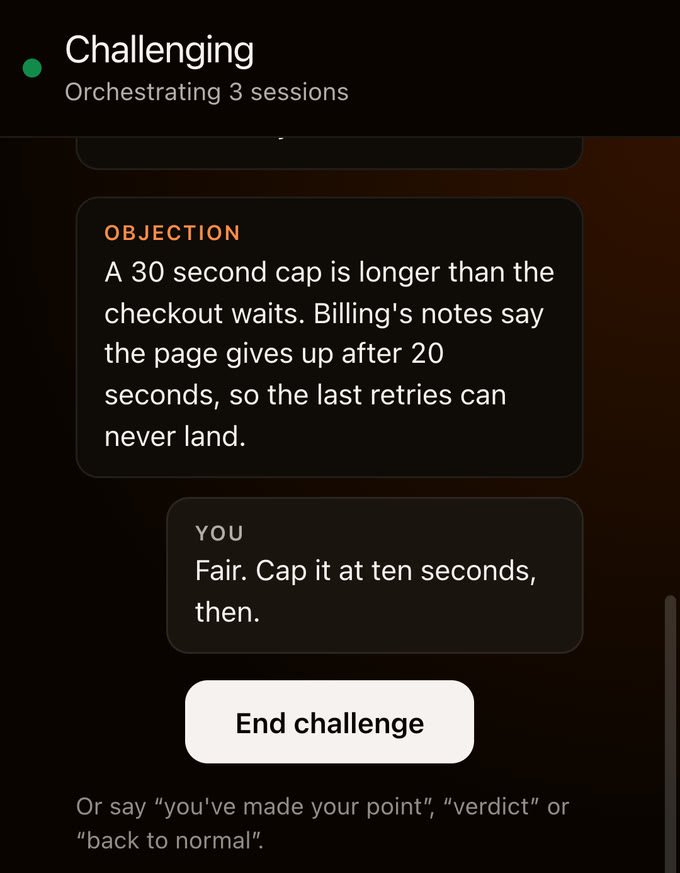 Challenging
Orchestrating 3 sessions
OBJECTION
A 30 second cap is longer than the
checkout waits. Billing's notes say
the page gives up after 20
seconds, so the last retries can
never land.
YOU
Fair. Cap it at ten seconds,
then.
End challenge
Or say “you've made your point”, “verdict” or
“back to normal”.